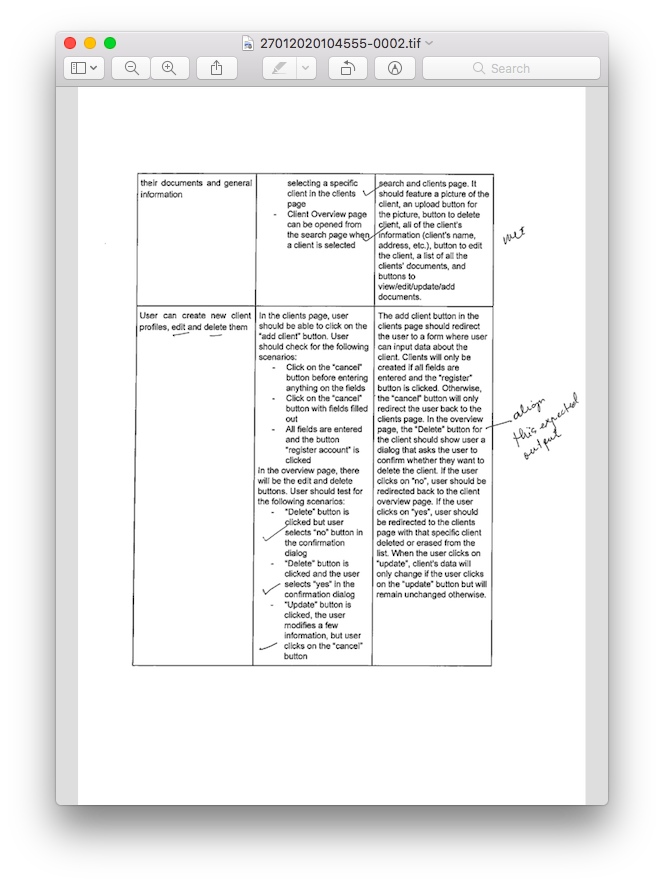 27012020104555-0002.tif
Search
their documents and general
information
selecting a specific
client in the clients
page
- Client Overview page
can be opened from
the search page when
a client is selected
search and clients page. It
should feature a picture of the
client, an upload button for
the picture, button to delete
client, all of the client's
information (client's name,
address, etc.), button to edit
the client, a list of all the
clients' documents, and
buttons to
view/edit/update/add
documents.
met
User can create new client
profiles, edit and delete them
In the clients page, user
should be able to click on the
"add client" button. User
should check for the following
scenarios:
- Click on the "cancel"
button before entering
anything on the fields
- Click on the "cancel"
button with fields filled
out
- All fields are entered
and the button
"register account" is
clicked
In the overview page, there
will be the edit and delete
buttons. User should test for
the following scenarios:
- "Delete" button is
clicked but user
selects "no" button in
the confirmation
dialog
- "Delete" button is
clicked and the user
selects "yes" in the
confirmation dialog
- "Update" button is
clicked, the user
modifies a few
information, but user
clicks on the "cancel"
button
The add client button in the
clients page should redirect
the user to a form where user
can input data about the
client. Clients will only be
created if all fields are
entered and the "register"
button is clicked. Otherwise,
the "cancel" button will only
redirect the user back to the
clients page. In the overview
page, the "Delete" button for
the client should show user a
dialog that asks the user to
confirm whether they want to
delete the client. If the user
clicks on "no", user should be
redirected back to the client
overview page. If the user
clicks on "yes", user should
be redirected to the clients
page with that specific client
deleted or erased from the
list. When the user clicks on
"update", client's data will
only change if the user clicks
on the "update" button but will
remain unchanged otherwise.
align
this expected
output